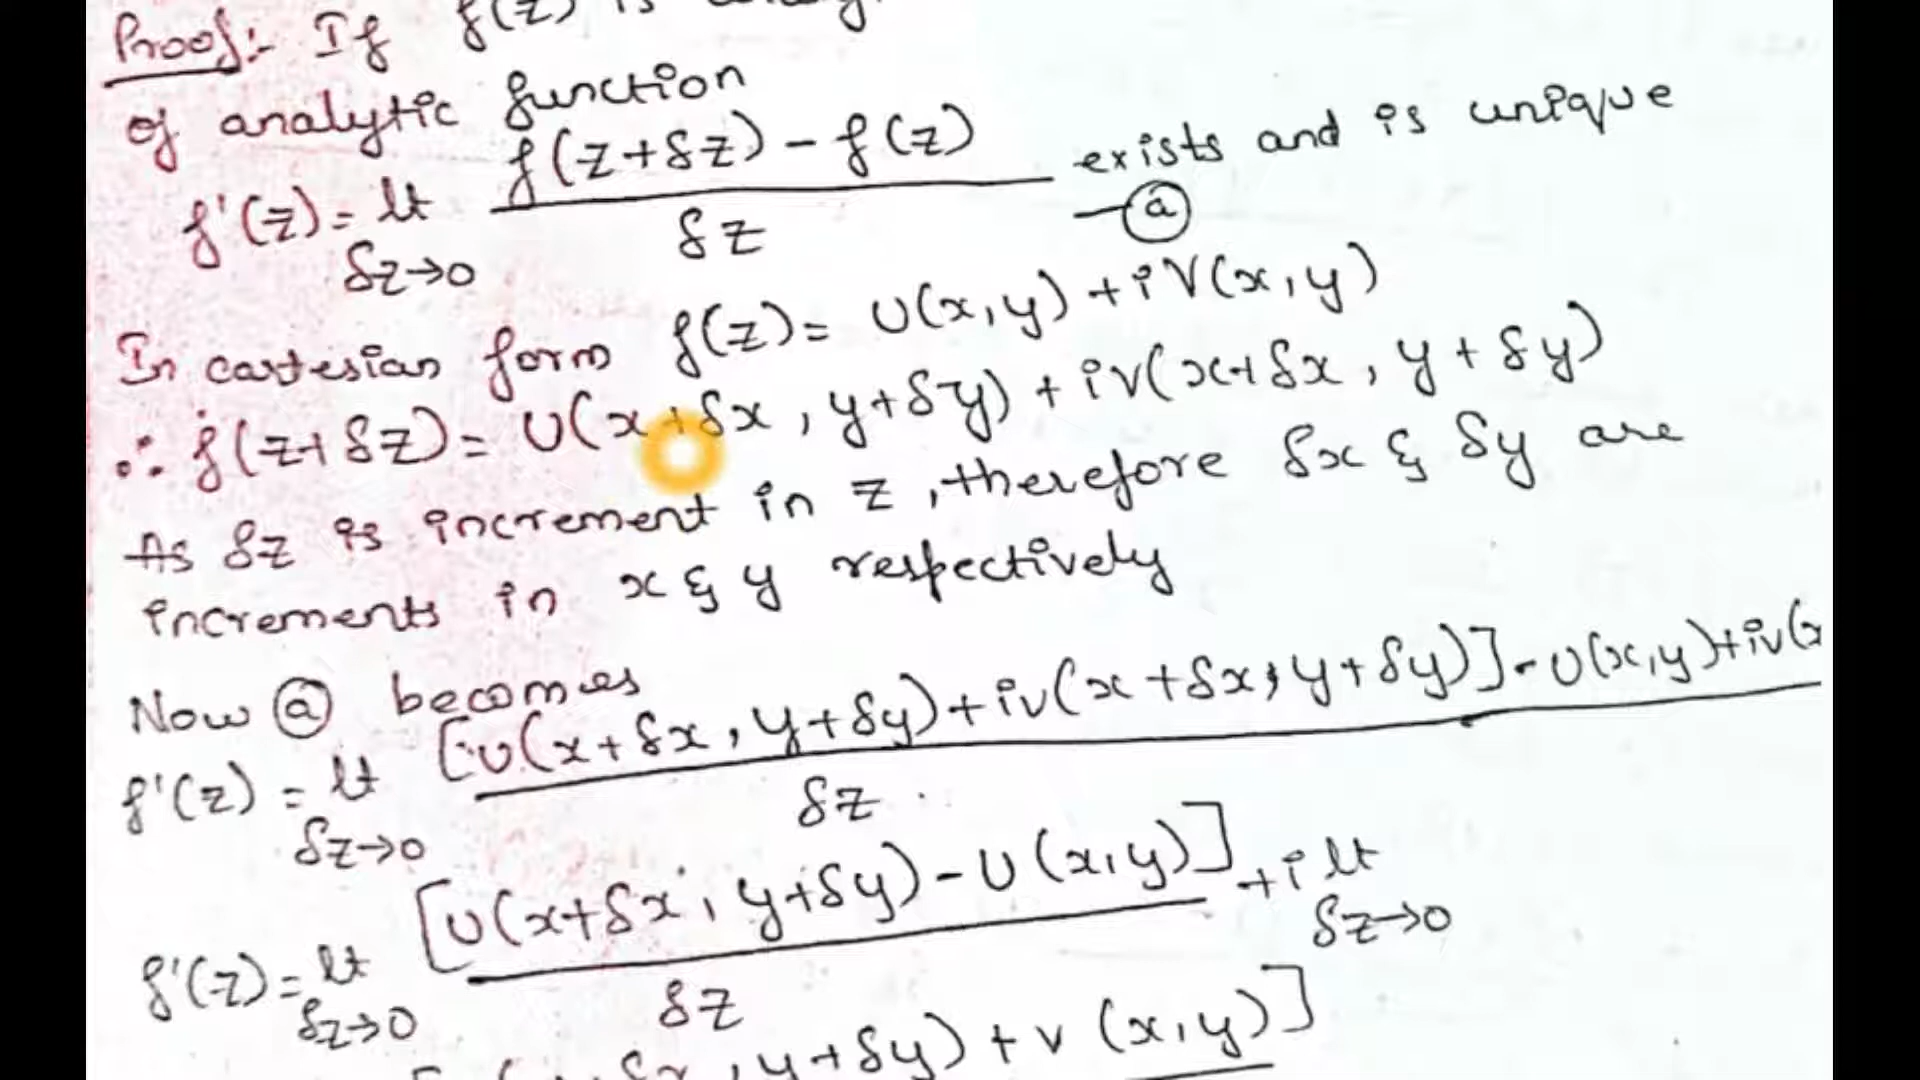 Proof:- If f(z) is
of analytic function
f'(z) = lt δz→0 f(z+δz) - f(z) / δz exists and is unique —ⓐ
In cartesian form f(z) = U(x,y) + iV(x,y)
∴ f(z+δz) = U(x+δx, y+δy) + iv(x+δx, y+δy)
As δz is increment in z, therefore δx & δy are
increments in x & y respectively
Now ⓐ becomes
f'(z) = lt δz→0 [U(x+δx, y+δy) + iv(x+δx, y+δy)] - U(x,y) + iv(x / δz
f'(z) = lt δz→0 [U(x+δx, y+δy) - U(x,y)] / δz + i lt δz→0
δx, y+δy) + v(x,y)]